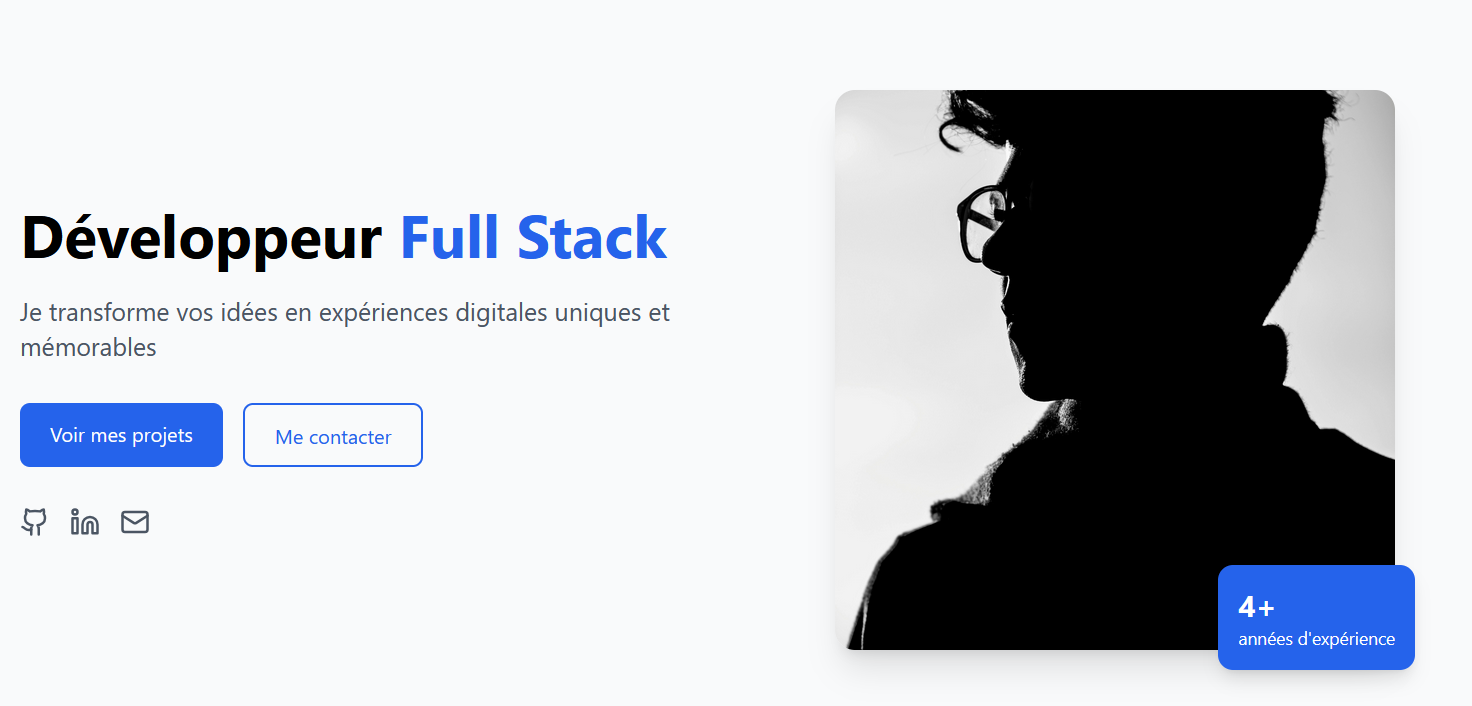 Développeur Full Stack
Je transforme vos idées en expériences digitales uniques et
mémorables
Voir mes projets
Me contacter
4+
années d'expérience